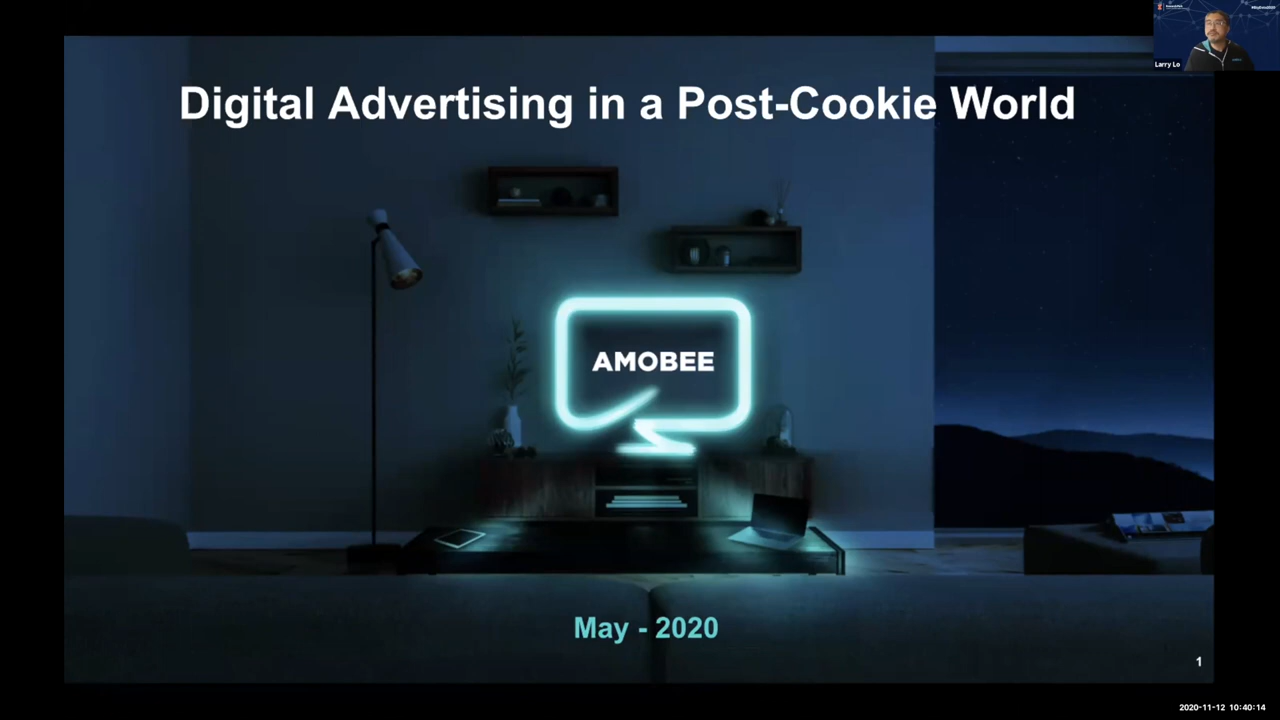 Digital Advertising in a Post-Cookie World
Larry Lo
AMOBEE
May - 2020
1
2020-11-12 10:40:14